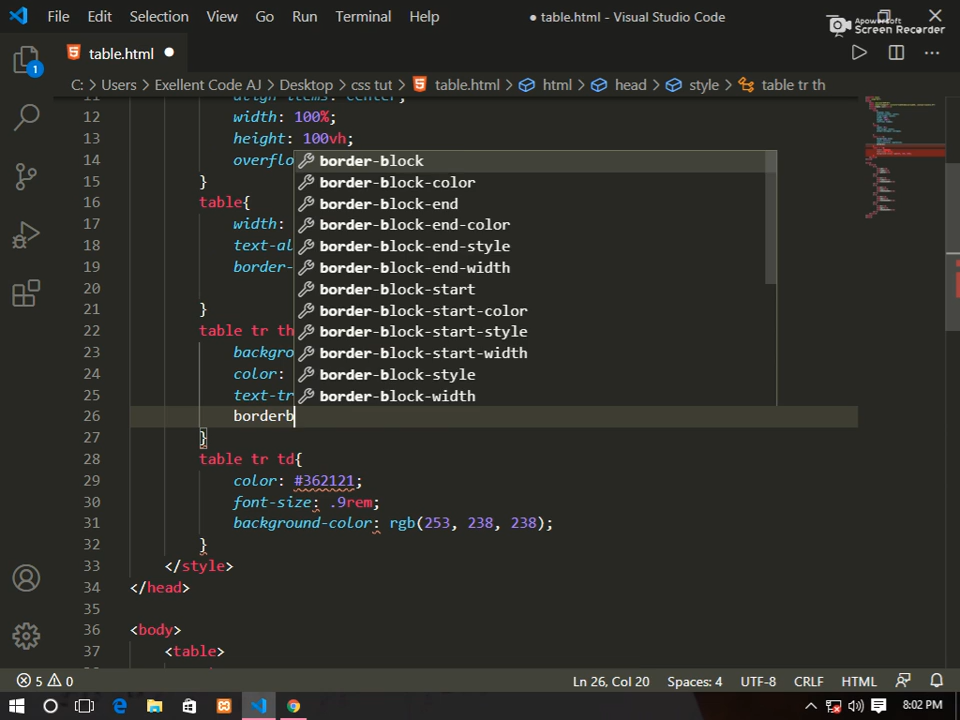 File Edit Selection View Go Run Terminal Help ● table.html - Visual Studio Code
Apowersoft
Screen Recorder
table.html ●
C: > Users > Exellent Code AJ > Desktop > css tut > table.html > html > head > style > table tr th
1
11 align-items: center;
12 width: 100%;
13 height: 100vh;
14 overflo
15 }
16 table{
17 width:
18 text-al
19 border-
20
21 }
22 table tr th
23 backgro
24 color:
25 text-tr
26 borderb
27 }
28 table tr td{
29 color: #362121;
30 font-size: .9rem;
31 background-color: rgb(253, 238, 238);
32 }
33 </style>
34 </head>
35
36 <body>
37 <table>
border-block
border-block-color
border-block-end
border-block-end-color
border-block-end-style
border-block-end-width
border-block-start
border-block-start-color
border-block-start-style
border-block-start-width
border-block-style
border-block-width
5 0 Ln 26, Col 20 Spaces: 4 UTF-8 CRLF HTML
8:02 PM